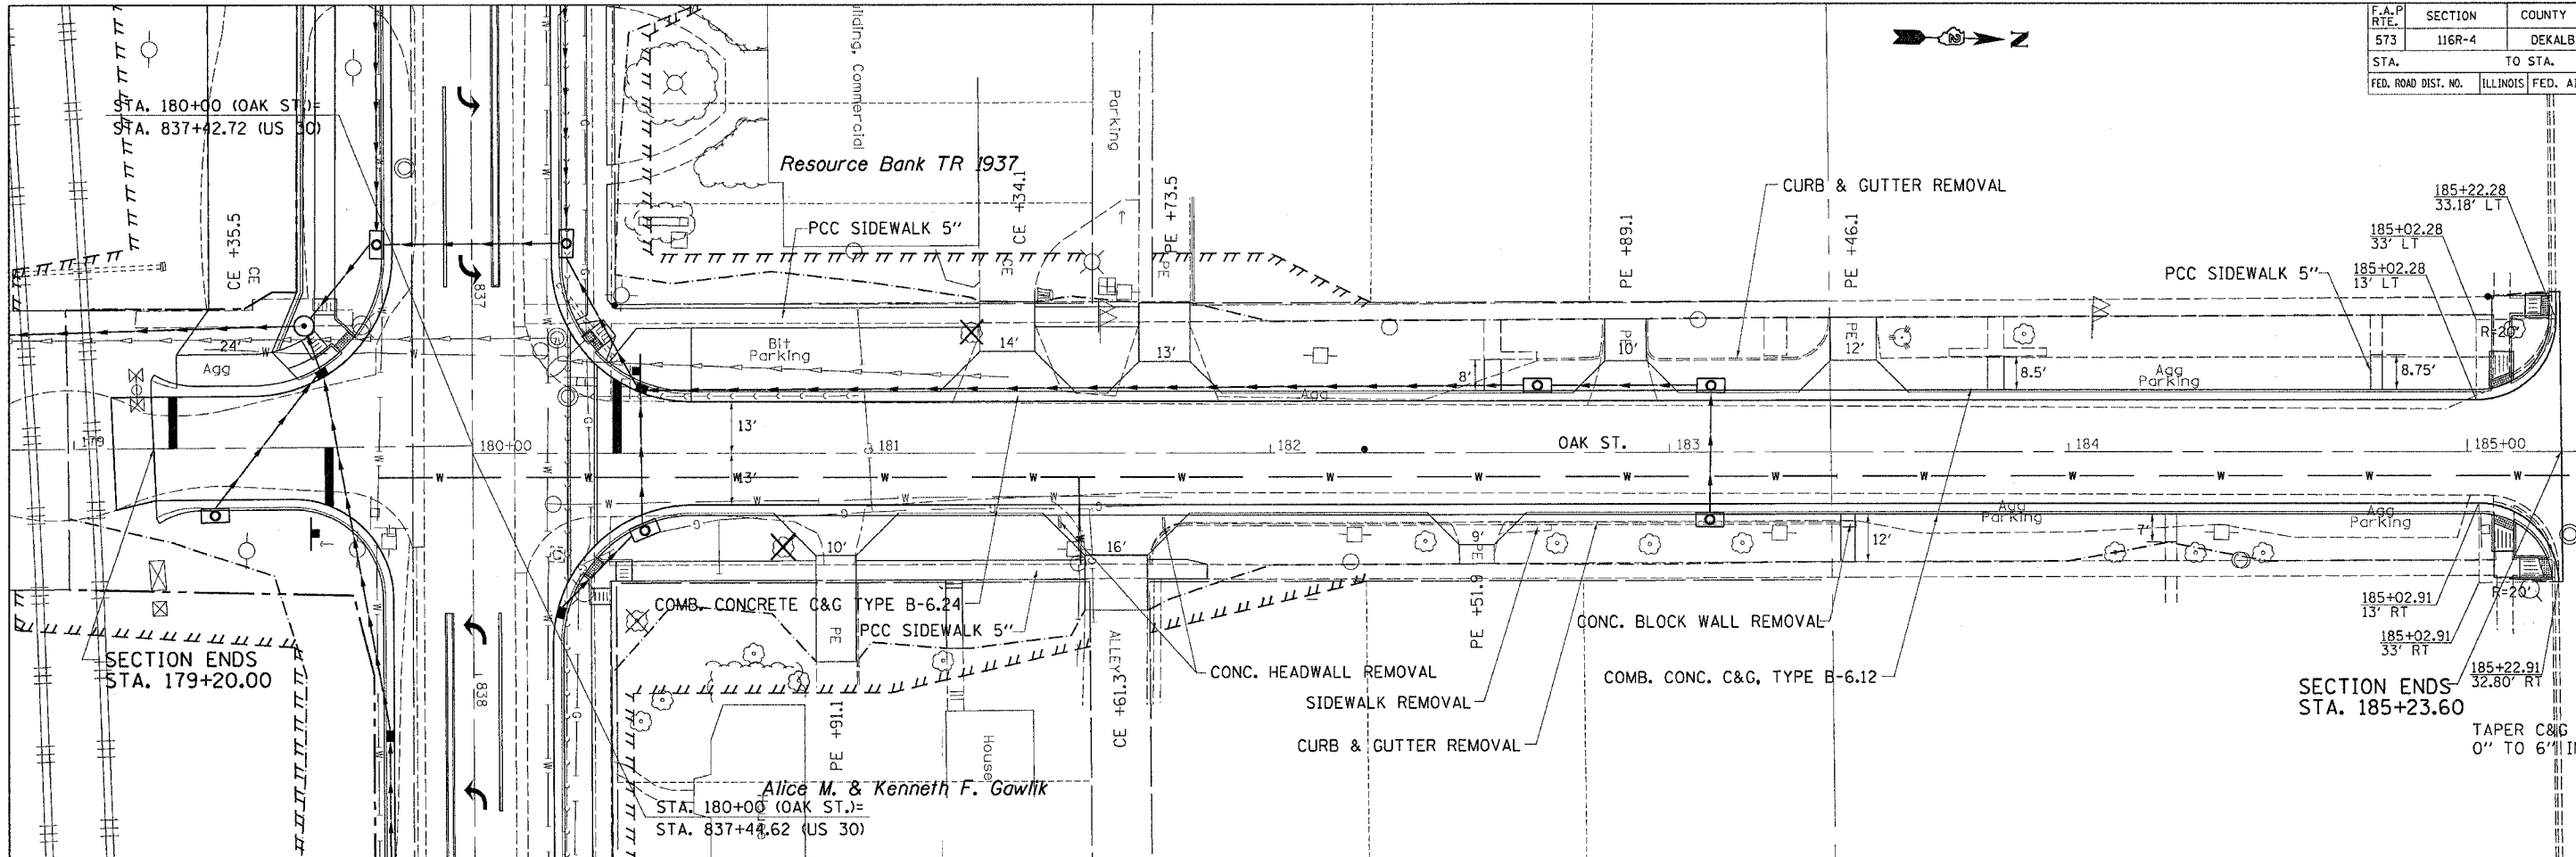 F.A.P RTE. SECTION COUNTY
573 116R-4 DEKALB
STA. TO STA.
FED. ROAD DIST. NO. ILLINOIS FED. AI
N
STA. 180+00 (OAK ST.)=
STA. 837+42.72 (US 30)
ilding, Commercial
Parking
Resource Bank TR 1937
PCC SIDEWALK 5"
CE +35.5
CE
CE +34.1
CE
PE +73.5
PE
CURB & GUTTER REMOVAL
PE +89.1
PE
PE +46.1
PE
185+22.28
33.18' LT
185+02.28
33' LT
185+02.28
13' LT
PCC SIDEWALK 5"
R=20'
24'
Agg
Bit
Parking
14'
13'
8'
10'
12'
8.5'
Agg
Parking
8.75'
Agg
837
13'
13'
179
180+00
181
182
OAK ST.
183
184
185+00
W W W W W W W W W W W W W W W
10'
16'
9'
12'
7'
Agg
Parking
Agg
Parking
COMB. CONCRETE C&G TYPE B-6.24
PCC SIDEWALK 5"
PE
PE +91.1
ALLEY
CE +61.3
PE
PE +51.9
CONC. HEADWALL REMOVAL
SIDEWALK REMOVAL
CURB & GUTTER REMOVAL
CONC. BLOCK WALL REMOVAL
COMB. CONC. C&G, TYPE B-6.12
185+02.91
13' RT
185+02.91
33' RT
185+22.91
32.80' RT
R=20'
SECTION ENDS
STA. 179+20.00
838
SECTION ENDS
STA. 185+23.60
TAPER C&G
0" TO 6" I
House
Alice M. & Kenneth F. Gawlik
STA. 180+00 (OAK ST.)=
STA. 837+44.62 (US 30)